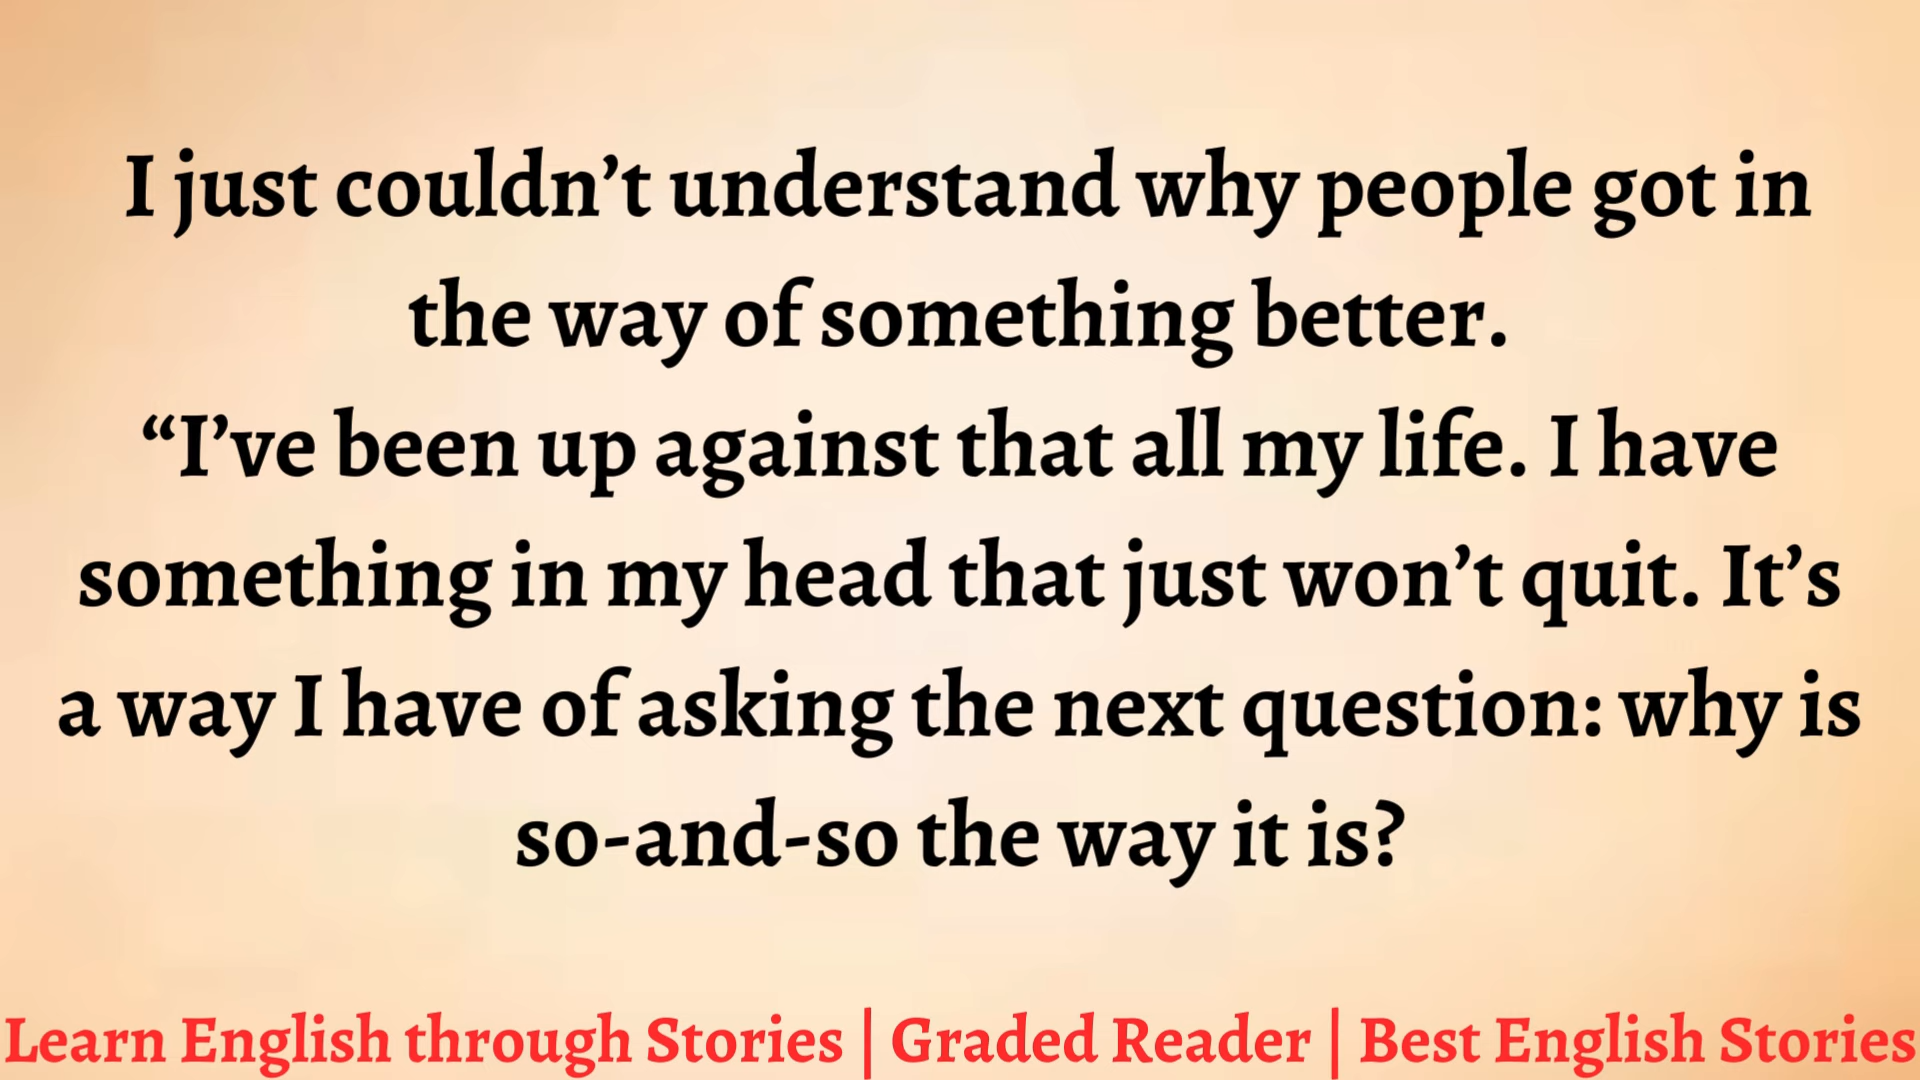 I just couldn’t understand why people got in
the way of something better.
“I’ve been up against that all my life. I have
something in my head that just won’t quit. It’s
a way I have of asking the next question: why is
so-and-so the way it is?
Learn English through Stories | Graded Reader | Best English Stories